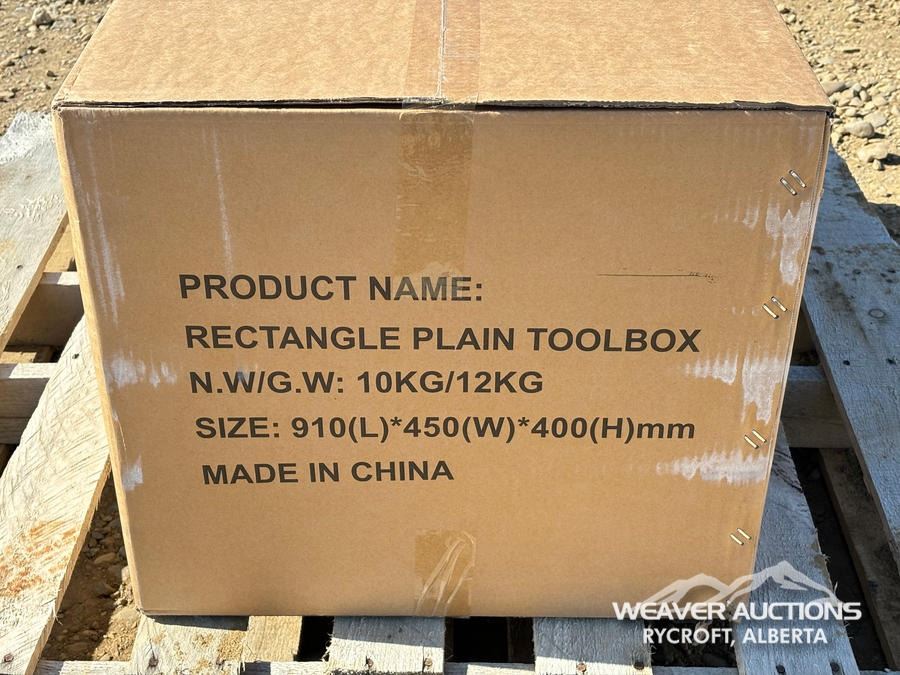 PRODUCT NAME:
RECTANGLE PLAIN TOOLBOX
N.W/G.W: 10KG/12KG
SIZE: 910(L)*450(W)*400(H)mm
MADE IN CHINA
WEAVER AUCTIONS
RYCROFT, ALBERTA